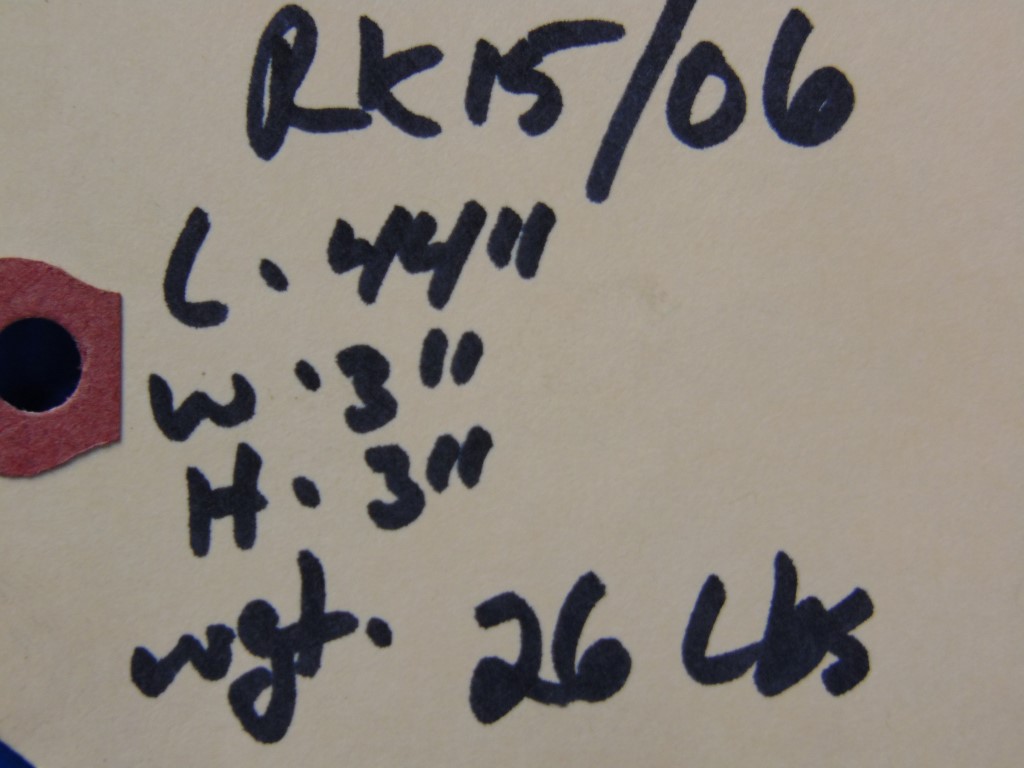 RK15/06
L. 44"
W. 3"
H. 3"
wgt. 26 Lbs